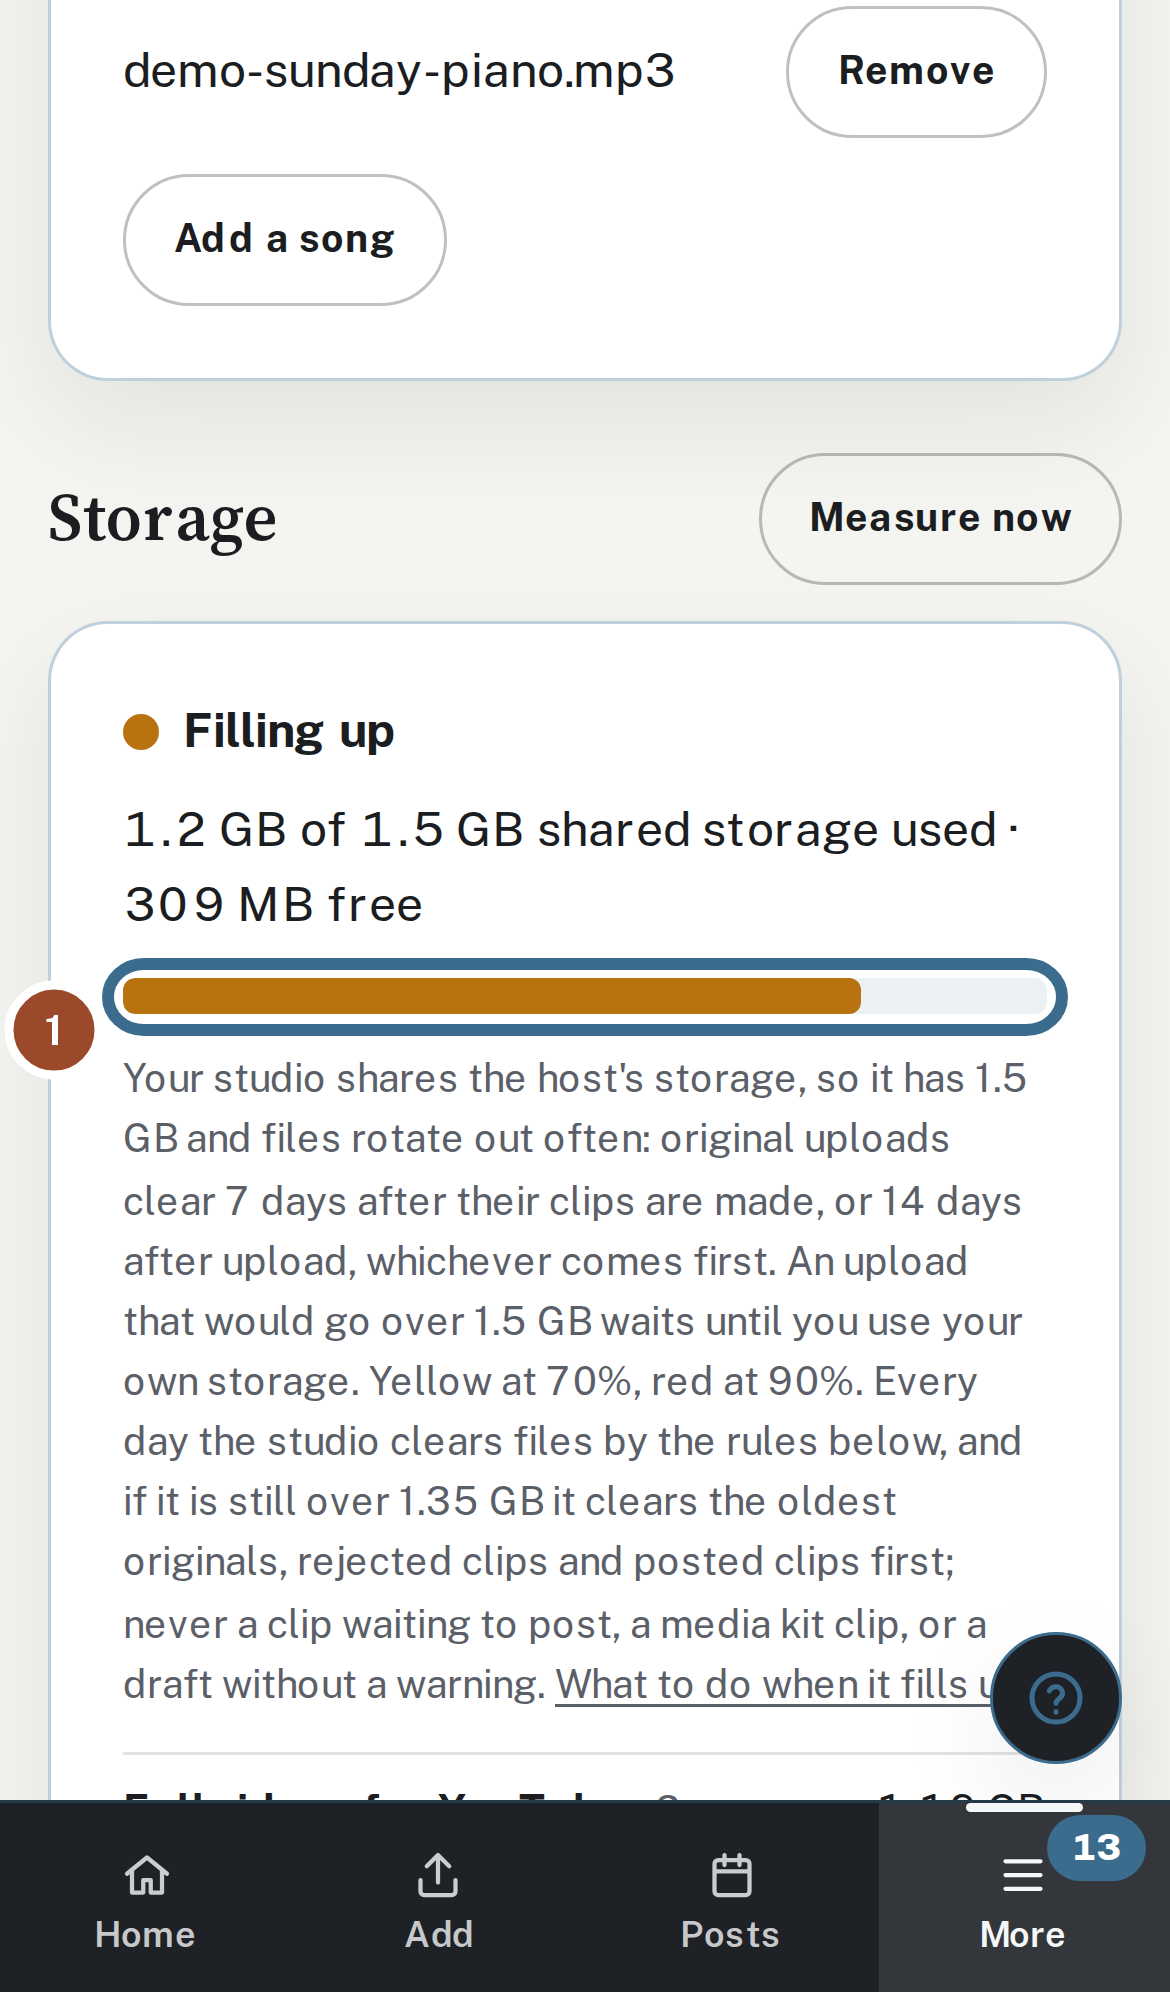 demo-sunday-piano.mp3
Remove
Add a song
Storage
Measure now
Filling up
1.2 GB of 1.5 GB shared storage used ·
309 MB free
1
Your studio shares the host's storage, so it has 1.5
GB and files rotate out often: original uploads
clear 7 days after their clips are made, or 14 days
after upload, whichever comes first. An upload
that would go over 1.5 GB waits until you use your
own storage. Yellow at 70%, red at 90%. Every
day the studio clears files by the rules below, and
if it is still over 1.35 GB it clears the oldest
originals, rejected clips and posted clips first;
never a clip waiting to post, a media kit clip, or a
draft without a warning. What to do when it fills
13
Home
Add
Posts
More